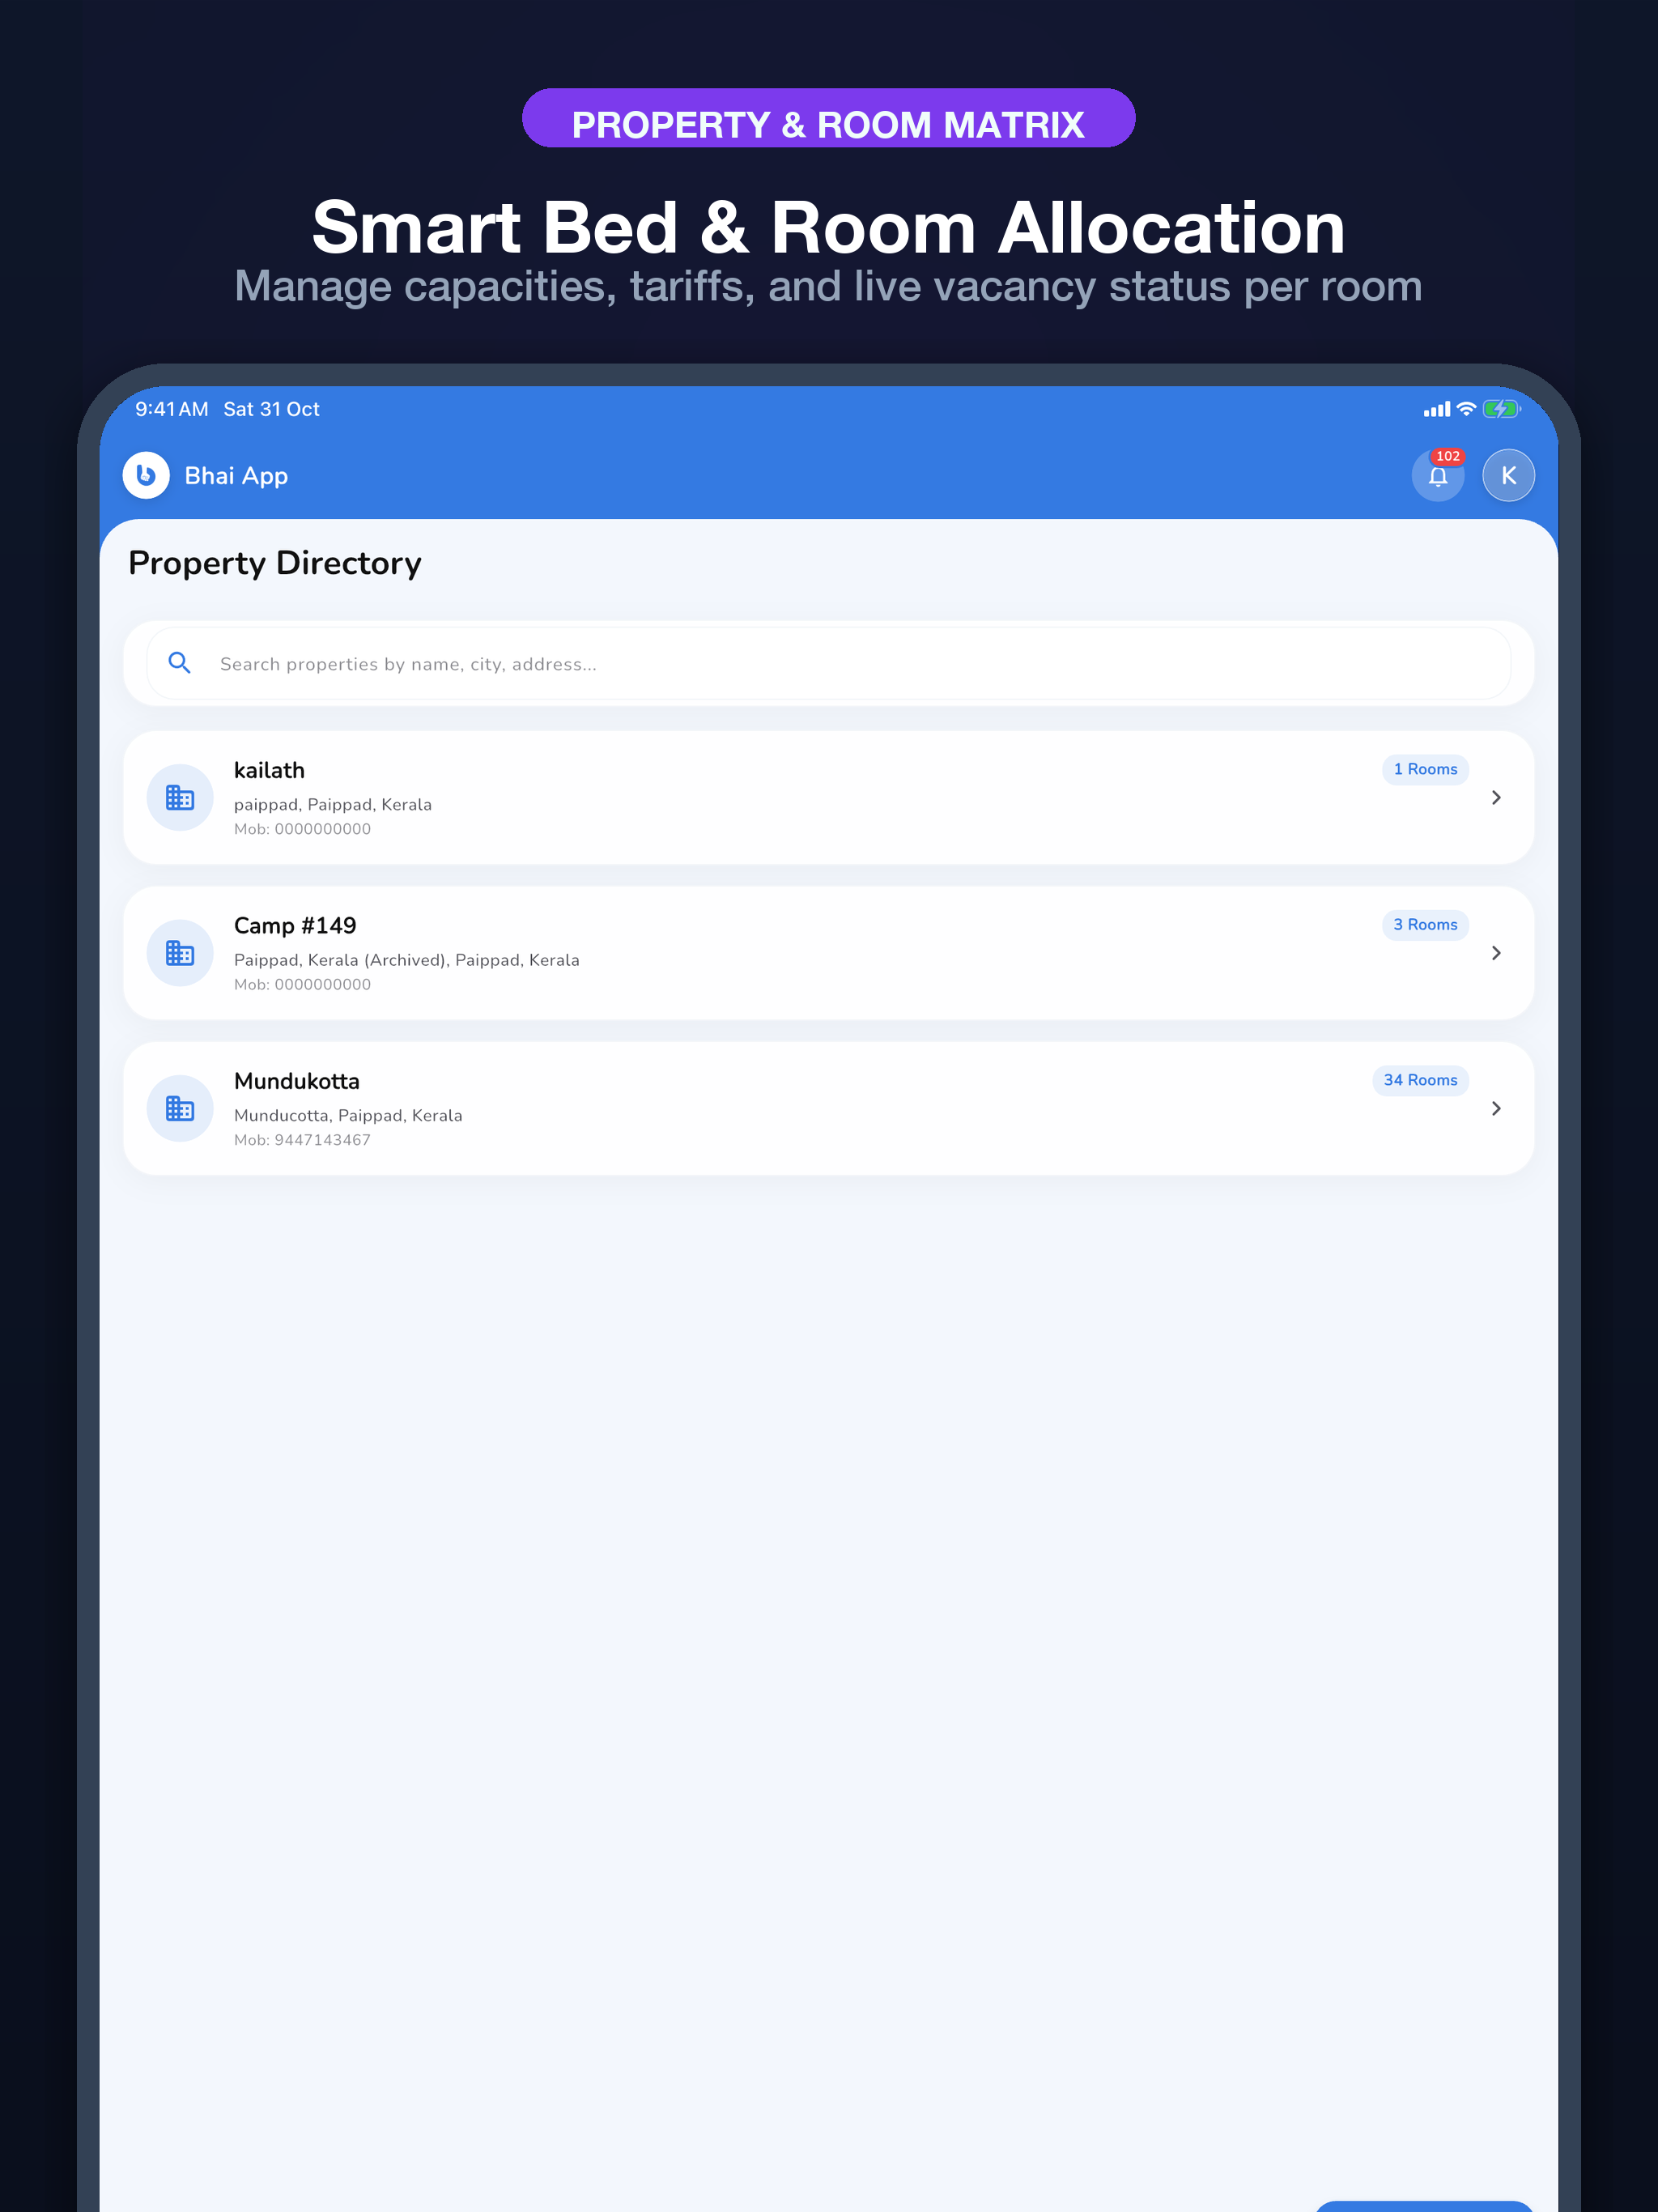 PROPERTY & ROOM MATRIX
Smart Bed & Room Allocation
Manage capacities, tariffs, and live vacancy status per room
9:41 AM Sat 31 Oct
Bhai App
102
K
Property Directory
Search properties by name, city, address...
kailath
1 Rooms
paippad, Paippad, Kerala
Mob: 0000000000
Camp #149
3 Rooms
Paippad, Kerala (Archived), Paippad, Kerala
Mob: 0000000000
Mundukotta
34 Rooms
Munducotta, Paippad, Kerala
Mob: 9447143467